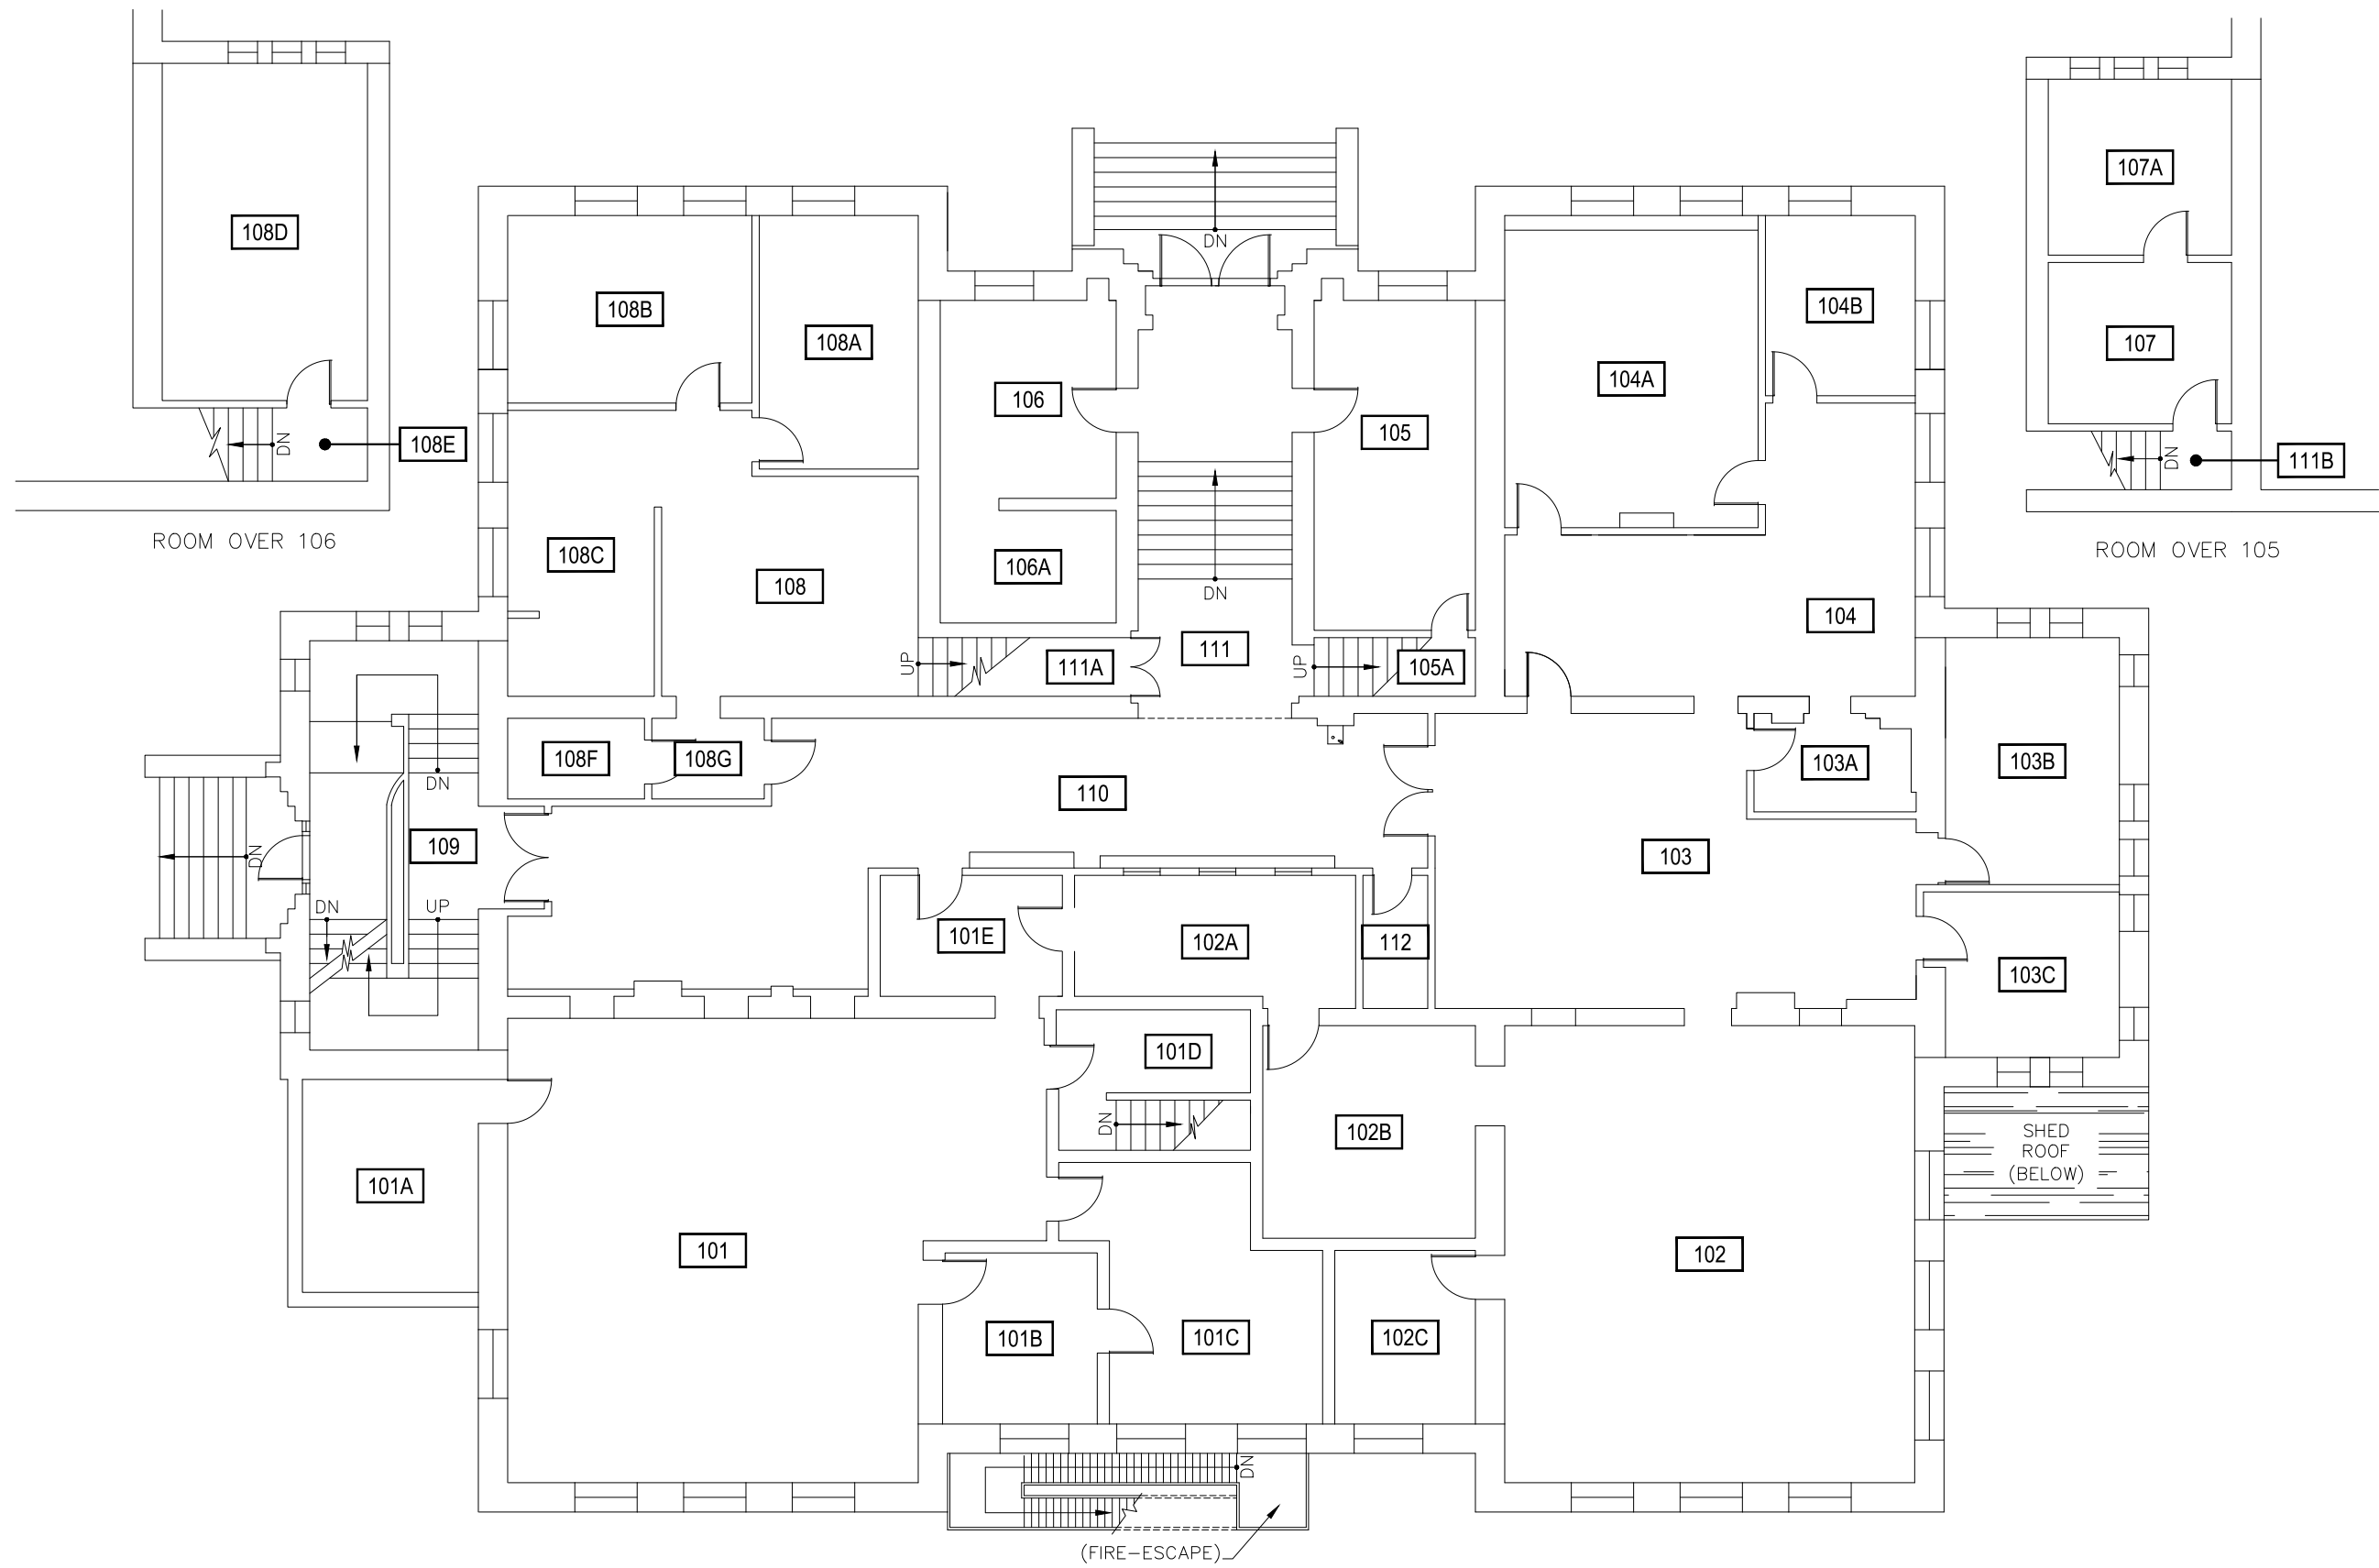 107A
108D
DN
108B
104B
108A
107
104A
106
105
DN
108E
DN
111B
ROOM OVER 106
ROOM OVER 105
108C
106A
108
DN
104
111
UP
111A
UP
105A
108F
108G
103A
103B
DN
110
109
DN
103
DN
UP
101E
102A
112
103C
101D
DN
102B
SHED
ROOF
(BELOW)
101A
101
102
101B
101C
102C
DN
(FIRE-ESCAPE)